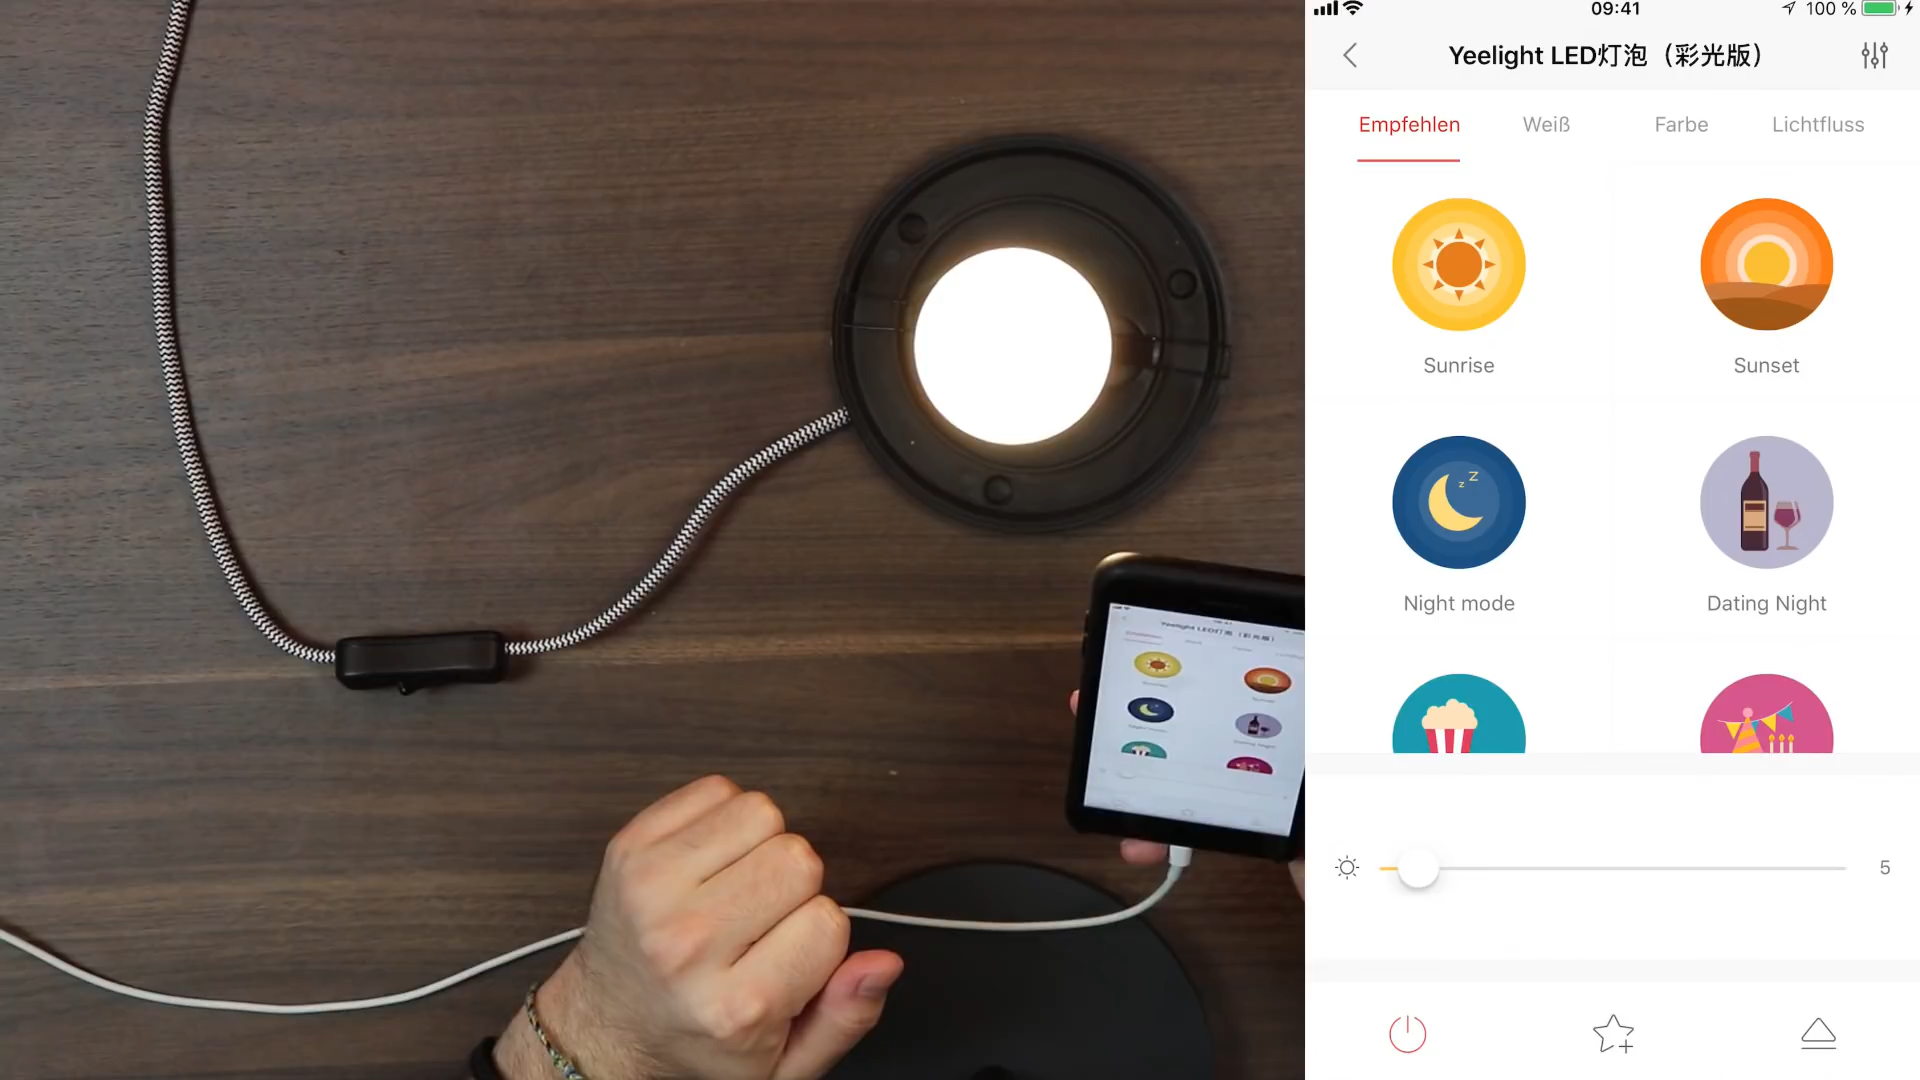 09:41
100 %
Yeelight LED灯泡（彩光版）
Empfehlen Weiß Farbe Lichtfluss
Sunrise Sunset
z z
Night mode Dating Night
5